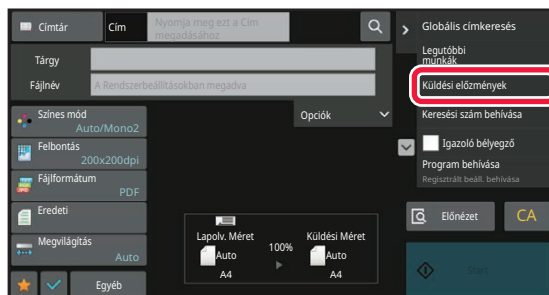 Címtár
Cím
Nyomja meg ezt a Cím
megadásához
Tárgy
Fájlnév
A Rendszerbeállításokban megadva
Színes mód
Auto/Mono2
Felbontás
200x200dpi
Fájlformátum
PDF
Eredeti
Megvilágítás
Auto
Egyéb
Opciók
Lapolv. Méret
Auto
A4
100%
Küldési Méret
Auto
A4
Globális címkeresés
Legutóbbi
munkák
Küldési előzmények
Keresési szám behívása
Igazoló bélyegző
Program behívása
Regisztrált beáll. behívása
Előnézet
CA
Start